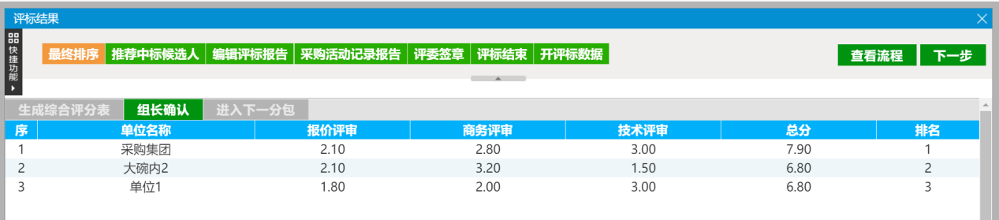 评标结果
快捷功能
最终排序 推荐中标候选人 编辑评标报告 采购活动记录报告 评委签章 评标结束 开评标数据 查看流程 下一步
生成综合评分表 组长确认 进入下一分包
序 单位名称 报价评审 商务评审 技术评审 总分 排名
1 采购集团 2.10 2.80 3.00 7.90 1
2 大碗内2 2.10 3.20 1.50 6.80 2
3 单位1 1.80 2.00 3.00 6.80 3